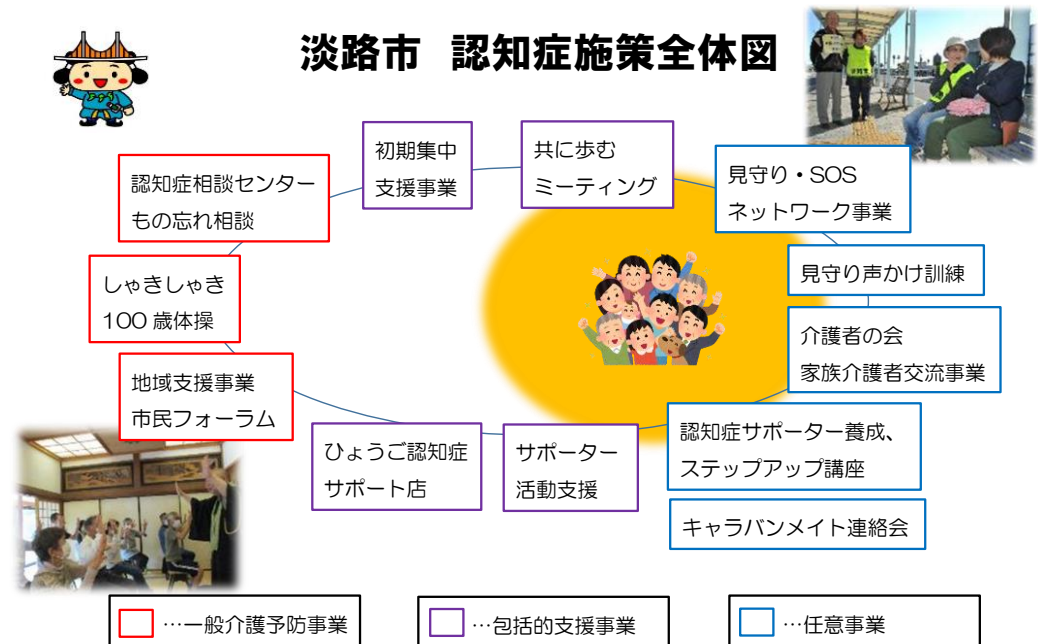 淡路市　認知症施策全体図
初期集中
支援事業
共に歩む
ミーティング
認知症相談センター
もの忘れ相談
見守り・SOS
ネットワーク事業
しゃきしゃき
100 歳体操
見守り声かけ訓練
介護者の会
家族介護者交流事業
地域支援事業
市民フォーラム
ひょうご認知症
サポート店
サポーター
活動支援
認知症サポーター養成、
ステップアップ講座
キャラバンメイト連絡会
…一般介護予防事業
…包括的支援事業
…任意事業